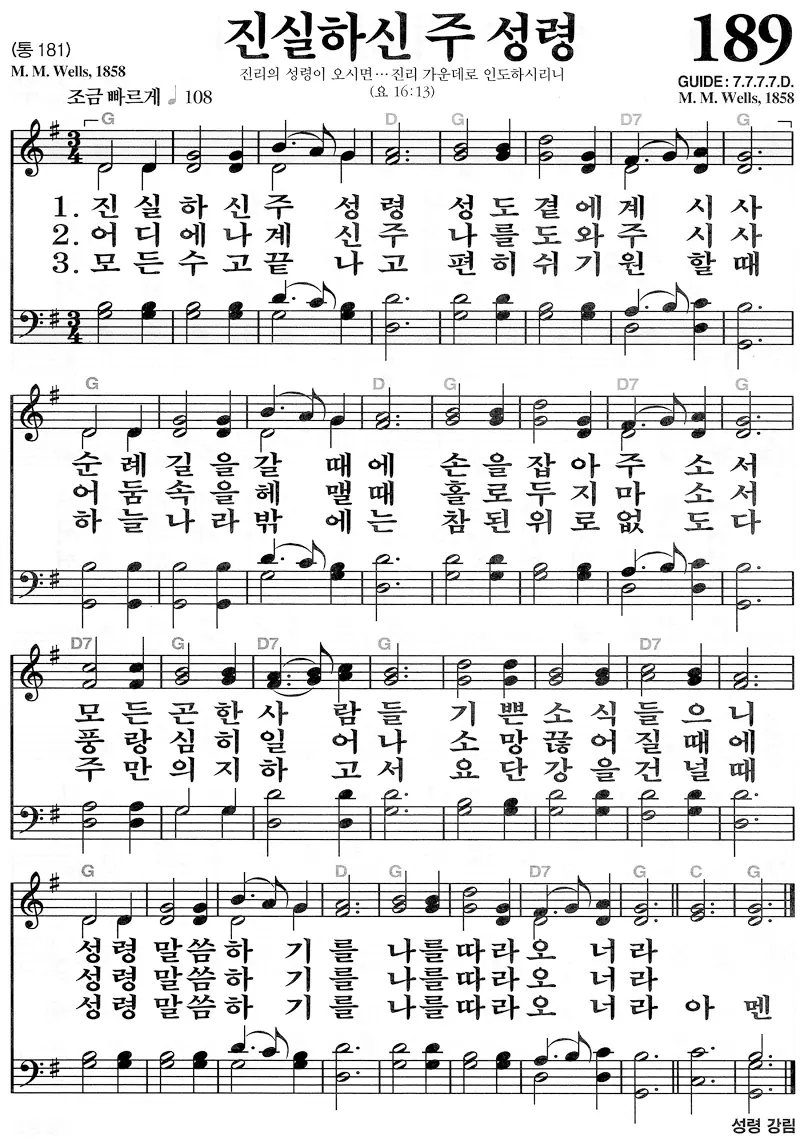 진실하신 주 성령
189
(통 181)
M. M. Wells, 1858
진리의 성령이 오시면…진리 가운데로 인도하시리니
(요 16:13)
GUIDE : 7.7.7.7.D.
M. M. Wells, 1858
조금 빠르게 ♩ 108
G D G D7 G
3/4
1. 진 실 하 신 주 성 령 성 도 곁 에 계 시 사
2. 어 디 에 나 계 신 주 나 를 도 와 주 시 사
3. 모 든 수 고 끝 나 고 편 히 쉬 기 원 할 때
3/4
G D G D7 G
순 례 길 을 갈 때 에 손 을 잡 아 주 소 서
어 둠 속 을 헤 맬 때 홀 로 두 지 마 소 서
하 늘 나 라 밖 에 는 참 된 위 로 없 도 다
D7 G D7 G D7
모 든 곤 한 사 람 들 기 쁜 소 식 들 으 니
풍 랑 심 히 일 어 나 소 망 끊 어 질 때 에
주 만 의 지 하 고 서 요 단 강 을 건 널 때
G D G D7 G C G
성 령 말 씀 하 기 를 나 를 따 라 오 너 라
성 령 말 씀 하 기 를 나 를 따 라 오 너 라
성 령 말 씀 하 기 를 나 를 따 라 오 너 라 아 멘
성령 강림